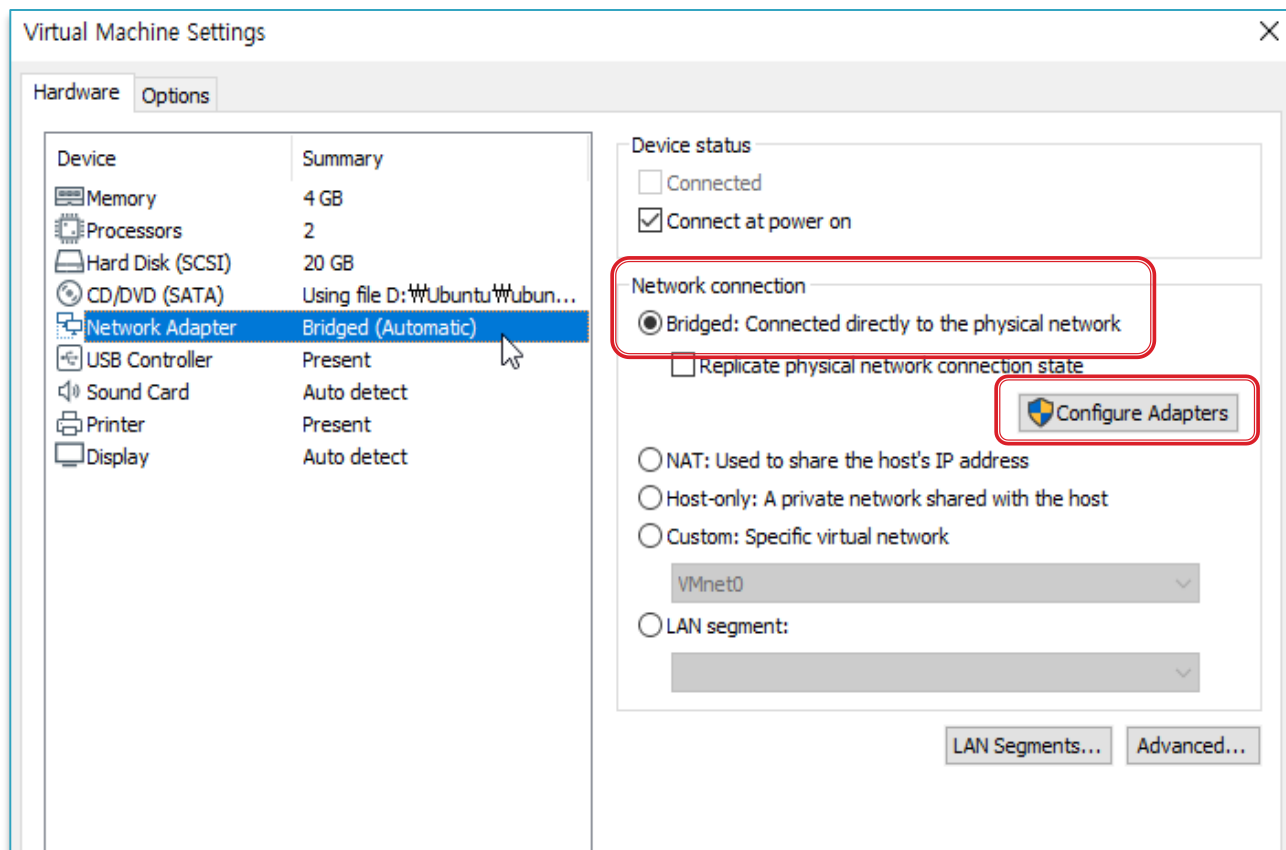 Virtual Machine Settings
Hardware Options
Device Summary
Memory 4 GB
Processors 2
Hard Disk (SCSI) 20 GB
CD/DVD (SATA) Using file D:₩Ubuntu₩ubun...
Network Adapter Bridged (Automatic)
USB Controller Present
Sound Card Auto detect
Printer Present
Display Auto detect
Device status
Connected
Connect at power on
Network connection
Bridged: Connected directly to the physical network
Replicate physical network connection state
Configure Adapters
NAT: Used to share the host's IP address
Host-only: A private network shared with the host
Custom: Specific virtual network
VMnet0
LAN segment:
LAN Segments... Advanced...